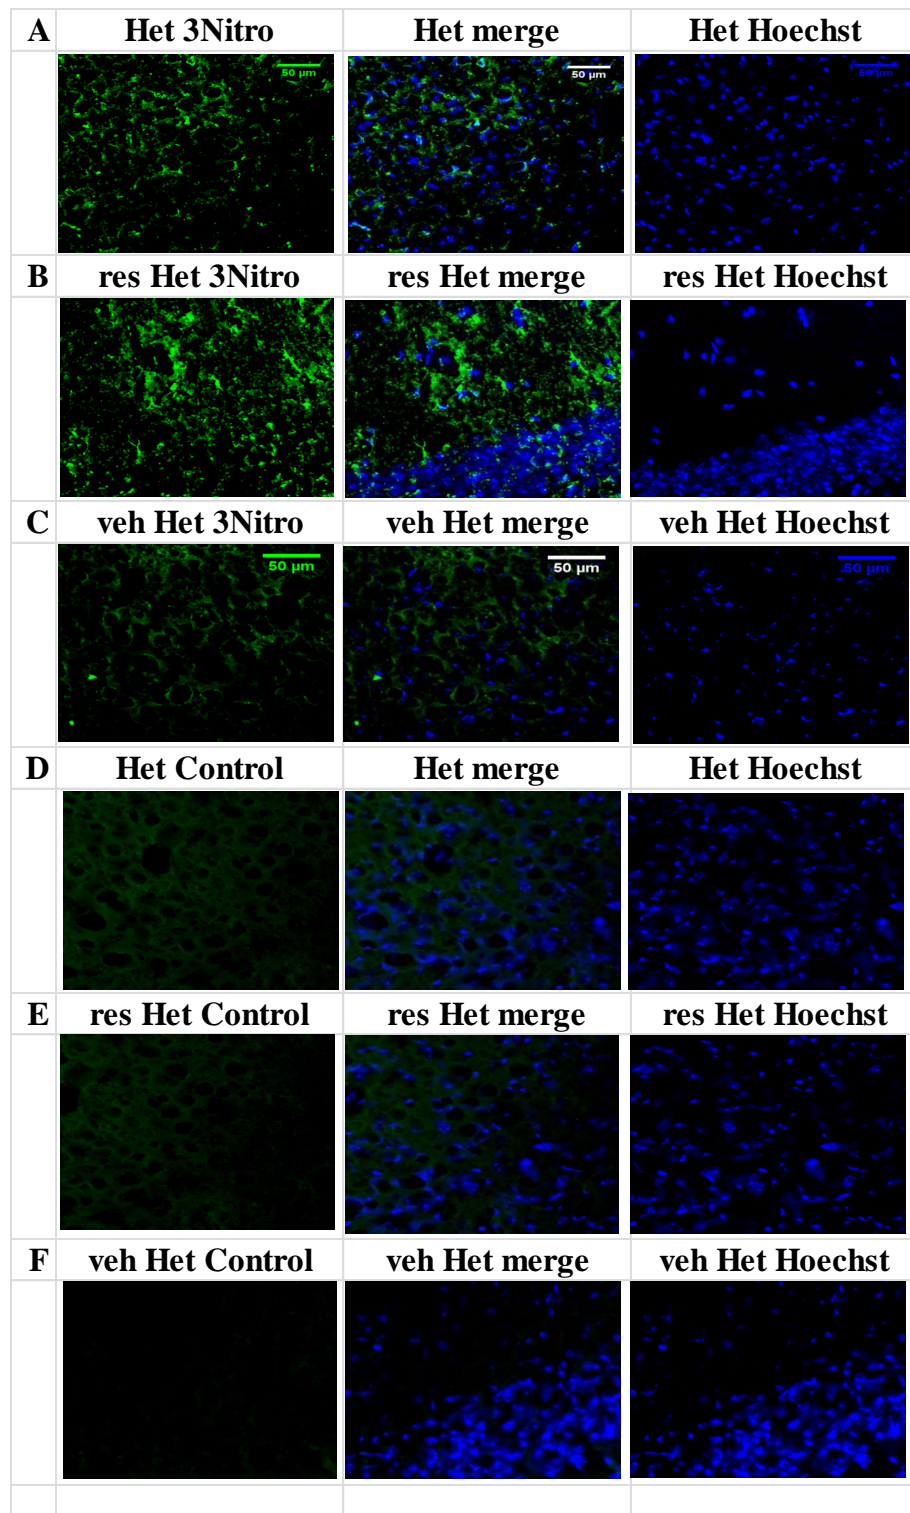 A Het 3Nitro Het merge Het Hoechst
50 µm 50 µm 50 µm
B res Het 3Nitro res Het merge res Het Hoechst
C veh Het 3Nitro veh Het merge veh Het Hoechst
50 µm 50 µm 50 µm
D Het Control Het merge Het Hoechst
E res Het Control res Het merge res Het Hoechst
F veh Het Control veh Het merge veh Het Hoechst